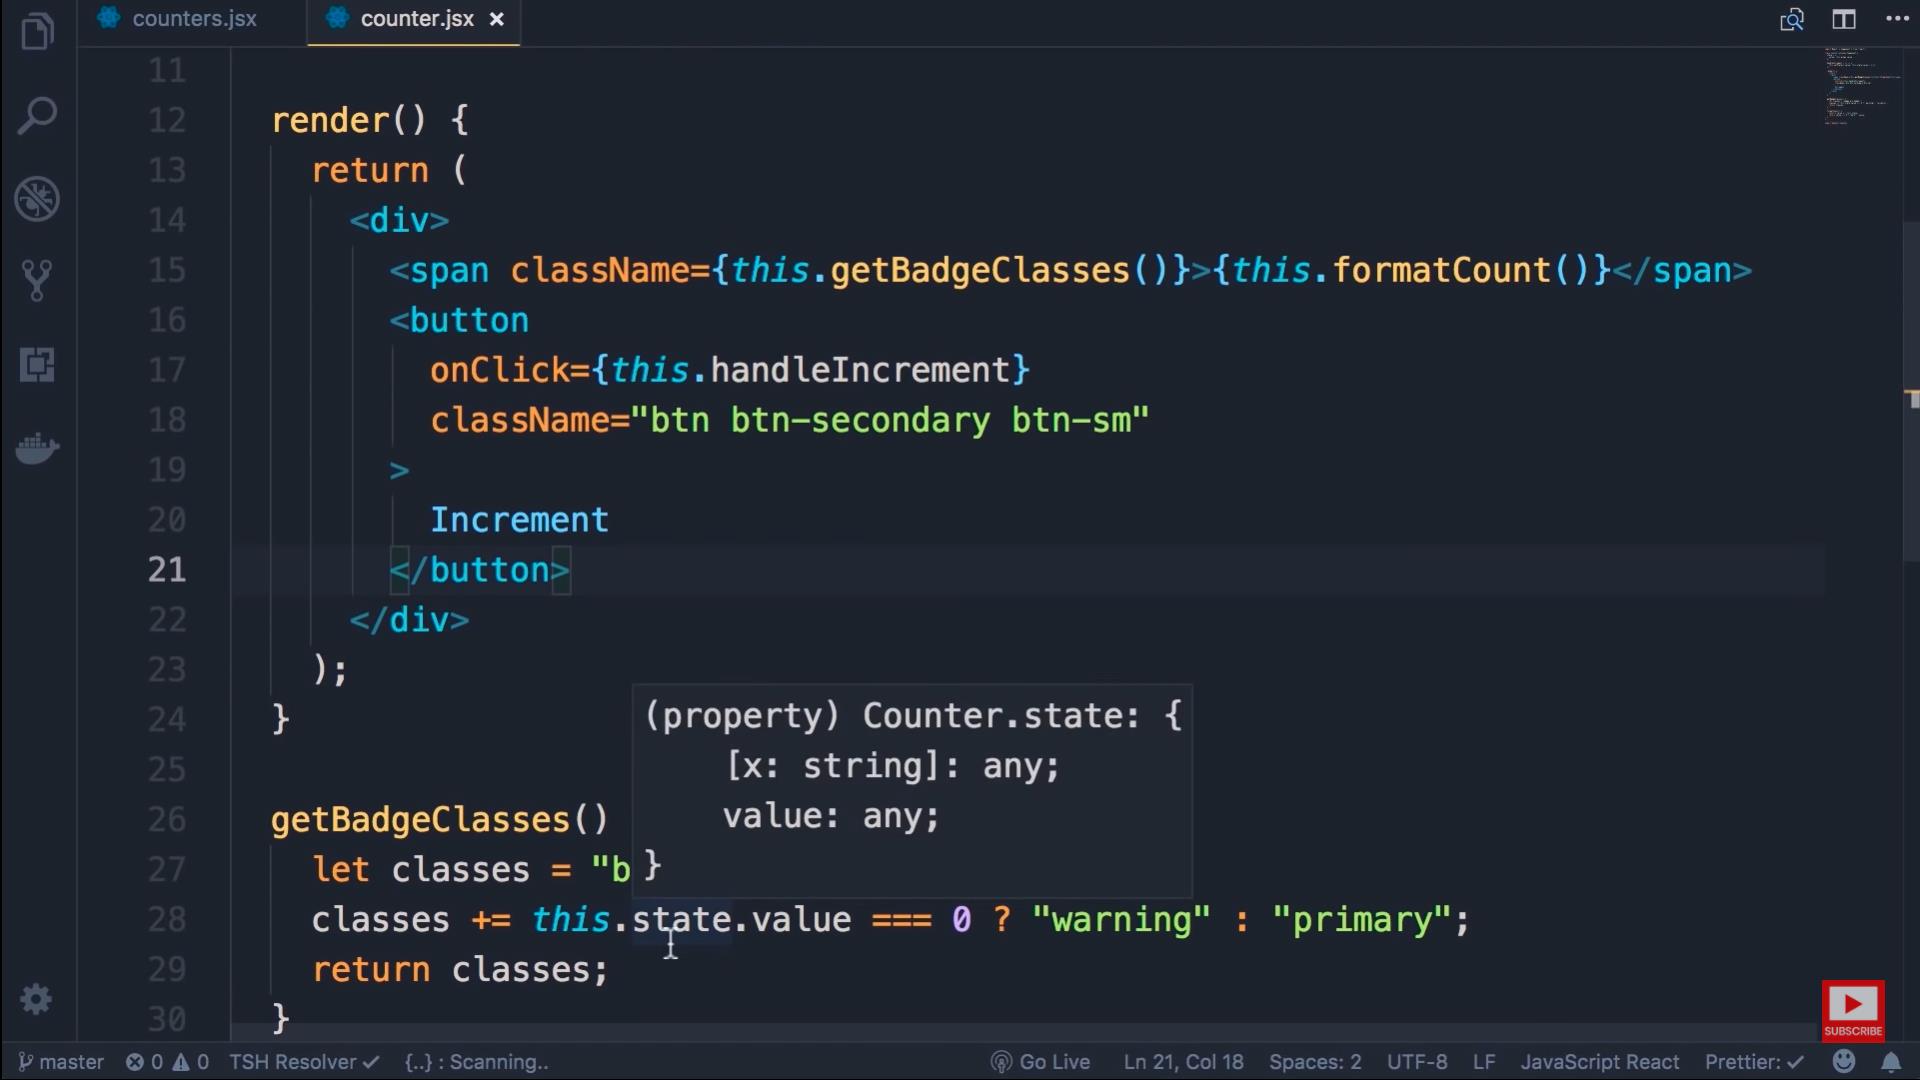 counters.jsx
counter.jsx ×
11
12 render() {
13 return (
14 <div>
15 <span className={this.getBadgeClasses()}>{this.formatCount()}</span>
16 <button
17 onClick={this.handleIncrement}
18 className="btn btn-secondary btn-sm"
19 >
20 Increment
21 </button>
22 </div>
23 );
24 }
25
(property) Counter.state: {
[x: string]: any;
value: any;
}
26 getBadgeClasses()
27 let classes = "b
28 classes += this.state.value === 0 ? "warning" : "primary";
29 return classes;
30 }
SUBSCRIBE
master 0 0 TSH Resolver ✓ {..} : Scanning.. Go Live Ln 21, Col 18 Spaces: 2 UTF-8 LF JavaScript React Prettier: ✓